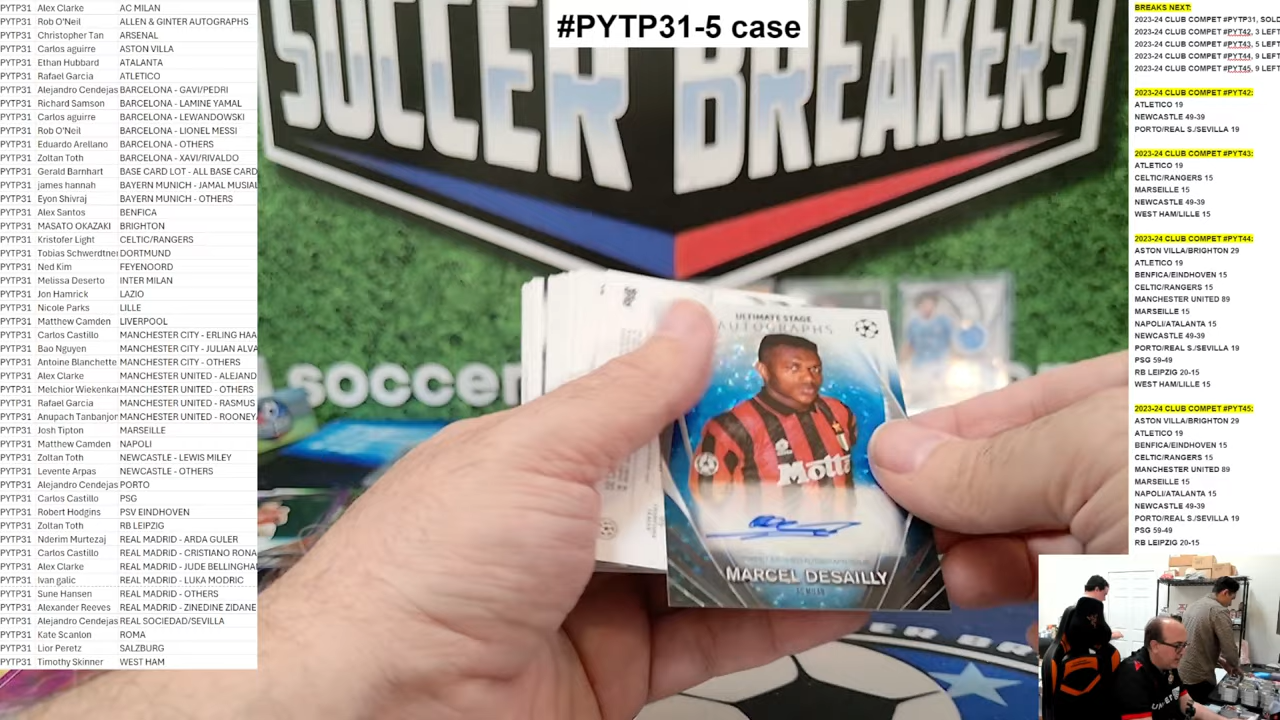 #PYTP31-5 case
SOCCER BREAKERS
soccer
PYTP31 Alex Clarke AC MILAN
PYTP31 Rob O'Neil ALLEN & GINTER AUTOGRAPHS
PYTP31 Christopher Tan ARSENAL
PYTP31 Carlos aguirre ASTON VILLA
PYTP31 Ethan Hubbard ATALANTA
PYTP31 Rafael Garcia ATLETICO
PYTP31 Alejandro Cendejas BARCELONA - GAVI/PEDRI
PYTP31 Richard Samson BARCELONA - LAMINE YAMAL
PYTP31 Carlos aguirre BARCELONA - LEWANDOWSKI
PYTP31 Rob O'Neil BARCELONA - LIONEL MESSI
PYTP31 Eduardo Arellano BARCELONA - OTHERS
PYTP31 Zoltan Toth BARCELONA - XAVI/RIVALDO
PYTP31 Gerald Barnhart BASE CARD LOT - ALL BASE CARD
PYTP31 james hannah BAYERN MUNICH - JAMAL MUSIAL
PYTP31 Eyon Shivraj BAYERN MUNICH - OTHERS
PYTP31 Alex Santos BENFICA
PYTP31 MASATO OKAZAKI BRIGHTON
PYTP31 Kristofer Light CELTIC/RANGERS
PYTP31 Tobias Schwerdtner DORTMUND
PYTP31 Ned Kim FEYENOORD
PYTP31 Melissa Deserto INTER MILAN
PYTP31 Jon Hamrick LAZIO
PYTP31 Nicole Parks LILLE
PYTP31 Matthew Camden LIVERPOOL
PYTP31 Carlos Castillo MANCHESTER CITY - ERLING HAA
PYTP31 Bao Nguyen MANCHESTER CITY - JULIAN ALVA
PYTP31 Antoine Blanchette MANCHESTER CITY - OTHERS
PYTP31 Alex Clarke MANCHESTER UNITED - ALEJAND
PYTP31 Melchior Wiekenkar MANCHESTER UNITED - OTHERS
PYTP31 Rafael Garcia MANCHESTER UNITED - RASMUS
PYTP31 Anupach Tanbanjor MANCHESTER UNITED - ROONEY
PYTP31 Josh Tipton MARSEILLE
PYTP31 Matthew Camden NAPOLI
PYTP31 Zoltan Toth NEWCASTLE - LEWIS MILEY
PYTP31 Levente Arpas NEWCASTLE - OTHERS
PYTP31 Alejandro Cendejas PORTO
PYTP31 Carlos Castillo PSG
PYTP31 Robert Hodgins PSV EINDHOVEN
PYTP31 Zoltan Toth RB LEIPZIG
PYTP31 Nderim Murtezaj REAL MADRID - ARDA GULER
PYTP31 Carlos Castillo REAL MADRID - CRISTIANO RONA
PYTP31 Alex Clarke REAL MADRID - JUDE BELLINGHA
PYTP31 Ivan galic REAL MADRID - LUKA MODRIC
PYTP31 Sune Hansen REAL MADRID - OTHERS
PYTP31 Alexander Reeves REAL MADRID - ZINEDINE ZIDANE
PYTP31 Alejandro Cendejas REAL SOCIEDAD/SEVILLA
PYTP31 Kate Scanlon ROMA
PYTP31 Lior Peretz SALZBURG
PYTP31 Timothy Skinner WEST HAM
ULTIMATE STAGE
AUTOGRAPHS
Motta
MARCEL DESAILLY
AC MILAN
BREAKS NEXT:
2023-24 CLUB COMPET #PYTP31, SOLD
2023-24 CLUB COMPET #PYT42, 3 LEFT
2023-24 CLUB COMPET #PYT43, 5 LEF
2023-24 CLUB COMPET #PYT44, 9 LEF
2023-24 CLUB COMPET #PYT45, 9 LEF
2023-24 CLUB COMPET #PYT42:
ATLETICO 19
NEWCASTLE 49-39
PORTO/REAL S./SEVILLA 19
2023-24 CLUB COMPET #PYT43:
ATLETICO 19
CELTIC/RANGERS 15
MARSEILLE 15
NEWCASTLE 49-39
WEST HAM/LILLE 15
2023-24 CLUB COMPET #PYT44:
ASTON VILLA/BRIGHTON 29
ATLETICO 19
BENFICA/EINDHOVEN 15
CELTIC/RANGERS 15
MANCHESTER UNITED 89
MARSEILLE 15
NAPOLI/ATALANTA 15
NEWCASTLE 49-39
PORTO/REAL S./SEVILLA 19
PSG 59-49
RB LEIPZIG 20-15
WEST HAM/LILLE 15
2023-24 CLUB COMPET #PYT45:
ASTON VILLA/BRIGHTON 29
ATLETICO 19
BENFICA/EINDHOVEN 15
CELTIC/RANGERS 15
MANCHESTER UNITED 89
MARSEILLE 15
NAPOLI/ATALANTA 15
NEWCASTLE 49-39
PORTO/REAL S./SEVILLA 19
PSG 59-49
RB LEIPZIG 20-15